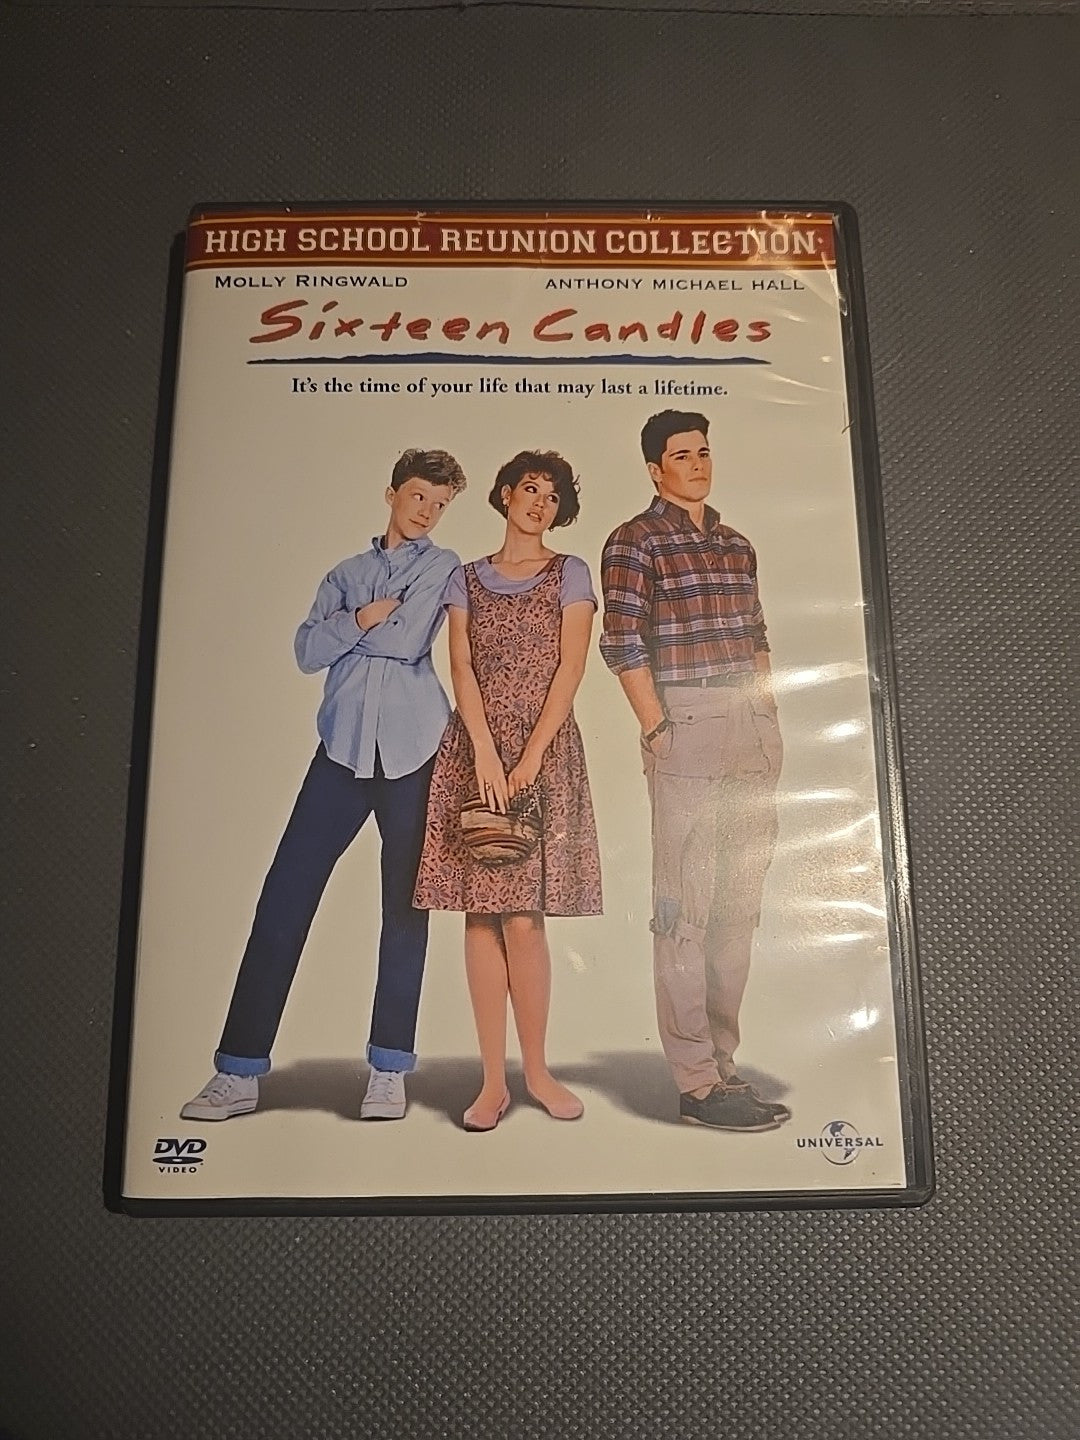 HIGH SCHOOL REUNION COLLECTION
MOLLY RINGWALD ANTHONY MICHAEL HALL
Sixteen Candles
It's the time of your life that may last a lifetime.
DVD
VIDEO
UNIVERSAL